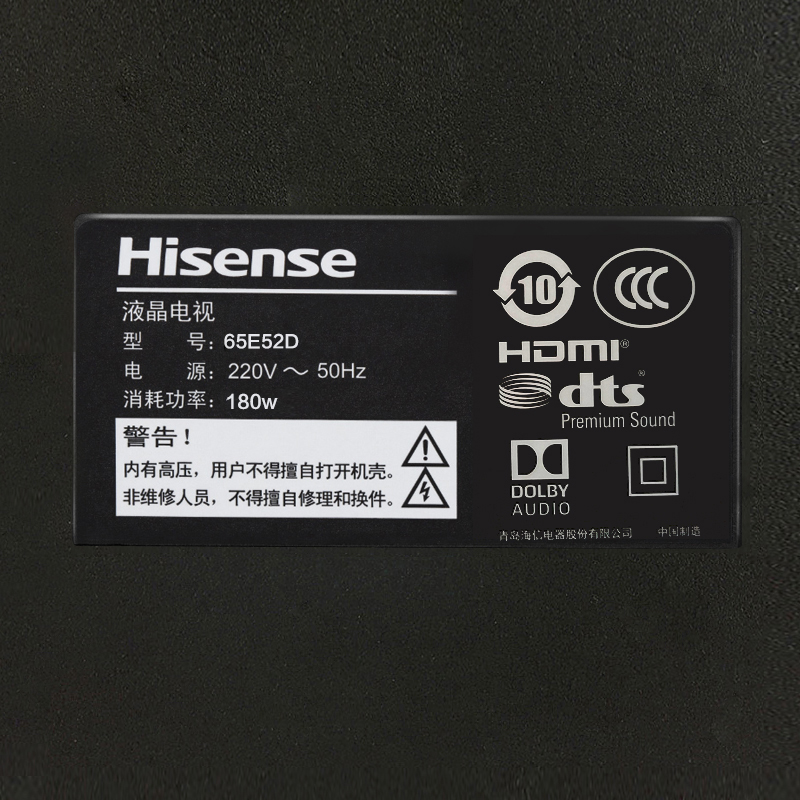 Hisense
液晶电视
型 号：65E52D
电 源：220V～ 50Hz
消耗功率：180w
警告！
内有高压，用户不得擅自打开机壳。
非维修人员，不得擅自修理和换件。
10
CCC
HDMI®
dts®
Premium Sound
DOLBY
AUDIO
青岛海信电器股份有限公司 中国制造